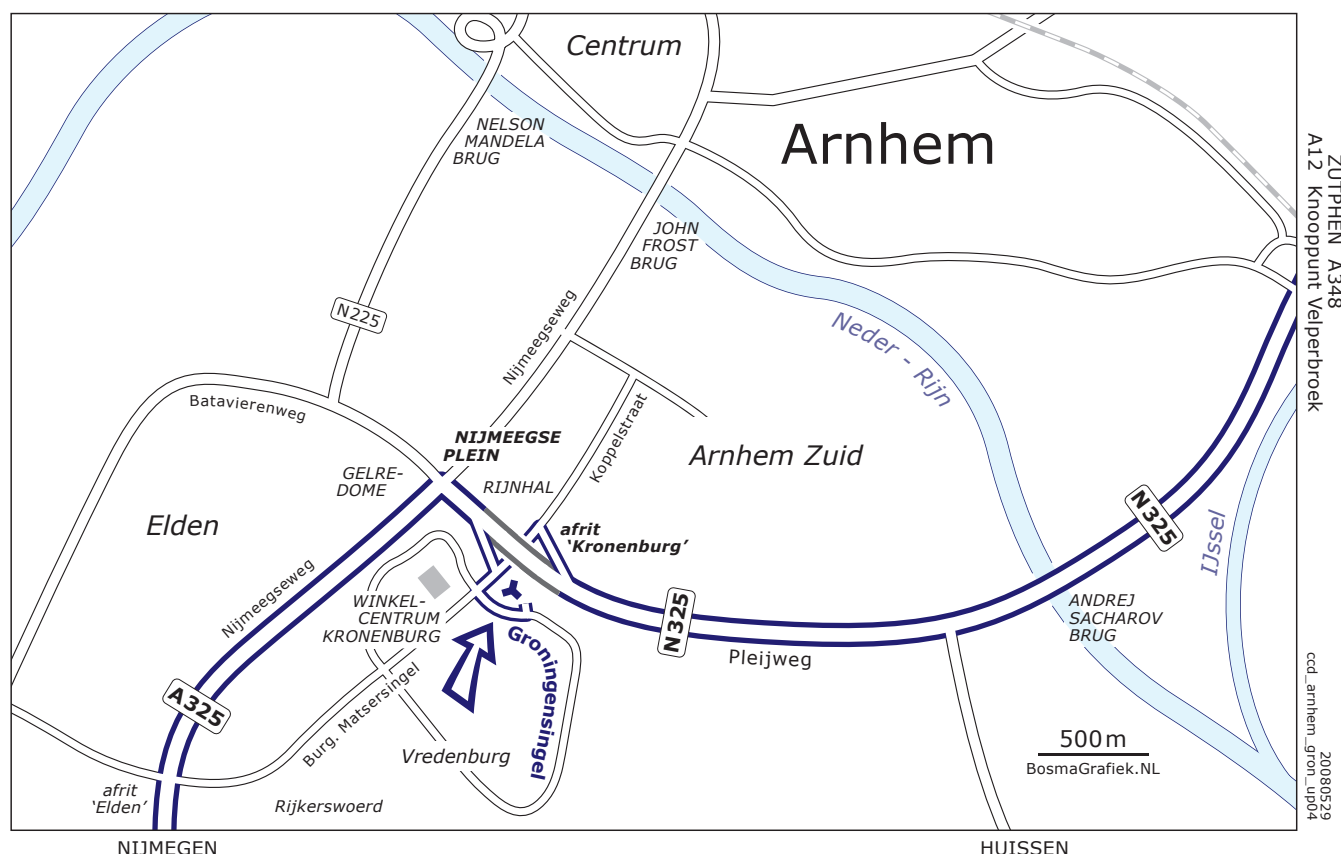 Centrum
Arnhem
NELSON
MANDELA
BRUG
JOHN
FROST
BRUG
ZUTPHEN A348
A12 Knooppunt Velperbroek
N225
Nijmeegseweg
Neder - Rijn
Batavierenweg
NIJMEEGSE
PLEIN
Koppelstraat
Arnhem Zuid
GELRE-
DOME
RIJNHAL
Elden
afrit
‘Kronenburg’
N325
IJssel
Nijmeegseweg
WINKEL-
CENTRUM
KRONENBURG
Groningensingel
N325
Pleijweg
ANDREJ
SACHAROV
BRUG
A325
Burg. Matsersingel
Vredenburg
500m
BosmaGrafiek.NL
afrit
‘Elden’
Rijkerswoerd
NIJMEGEN
HUISSEN
ccd_arnhem_gron_up04
20080529